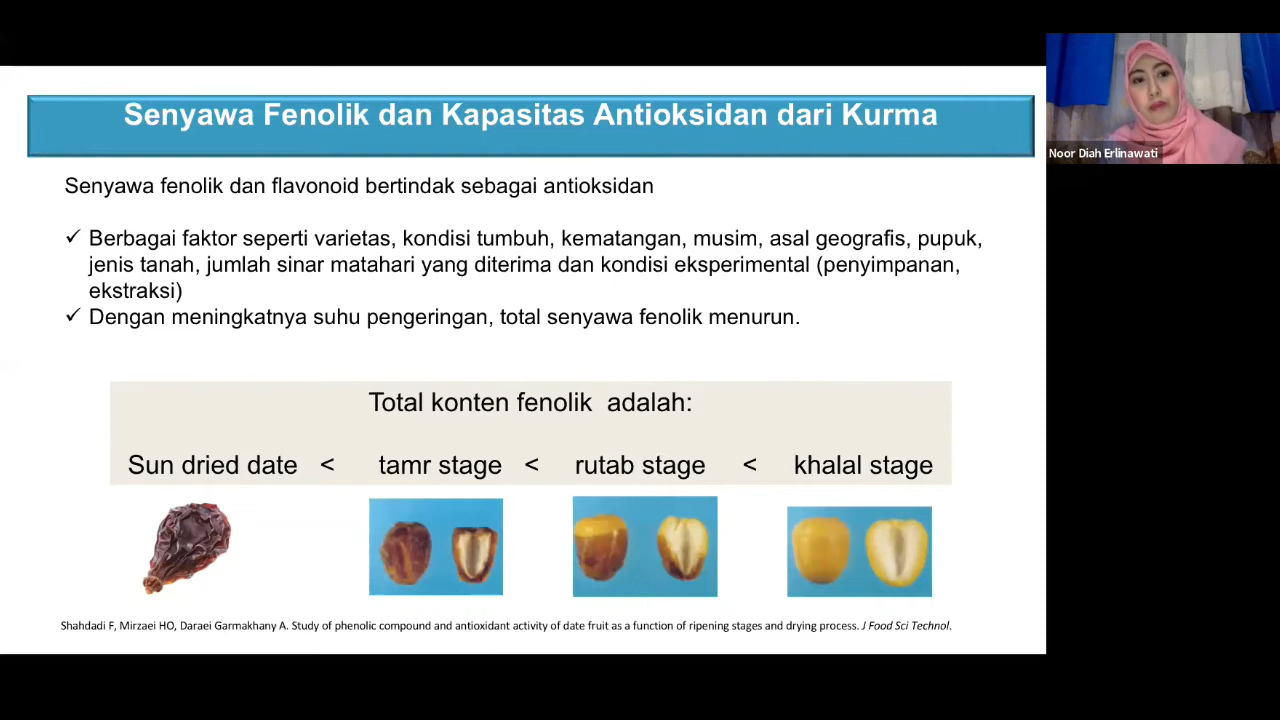 Senyawa Fenolik dan Kapasitas Antioksidan dari Kurma
Noor Diah Erlinawati
Senyawa fenolik dan flavonoid bertindak sebagai antioksidan
✓ Berbagai faktor seperti varietas, kondisi tumbuh, kematangan, musim, asal geografis, pupuk,
jenis tanah, jumlah sinar matahari yang diterima dan kondisi eksperimental (penyimpanan,
ekstraksi)
✓ Dengan meningkatnya suhu pengeringan, total senyawa fenolik menurun.
Total konten fenolik adalah:
Sun dried date < tamr stage < rutab stage < khalal stage
Shahdadi F, Mirzaei HO, Daraei Garmakhany A. Study of phenolic compound and antioxidant activity of date fruit as a function of ripening stages and drying process. J Food Sci Technol.